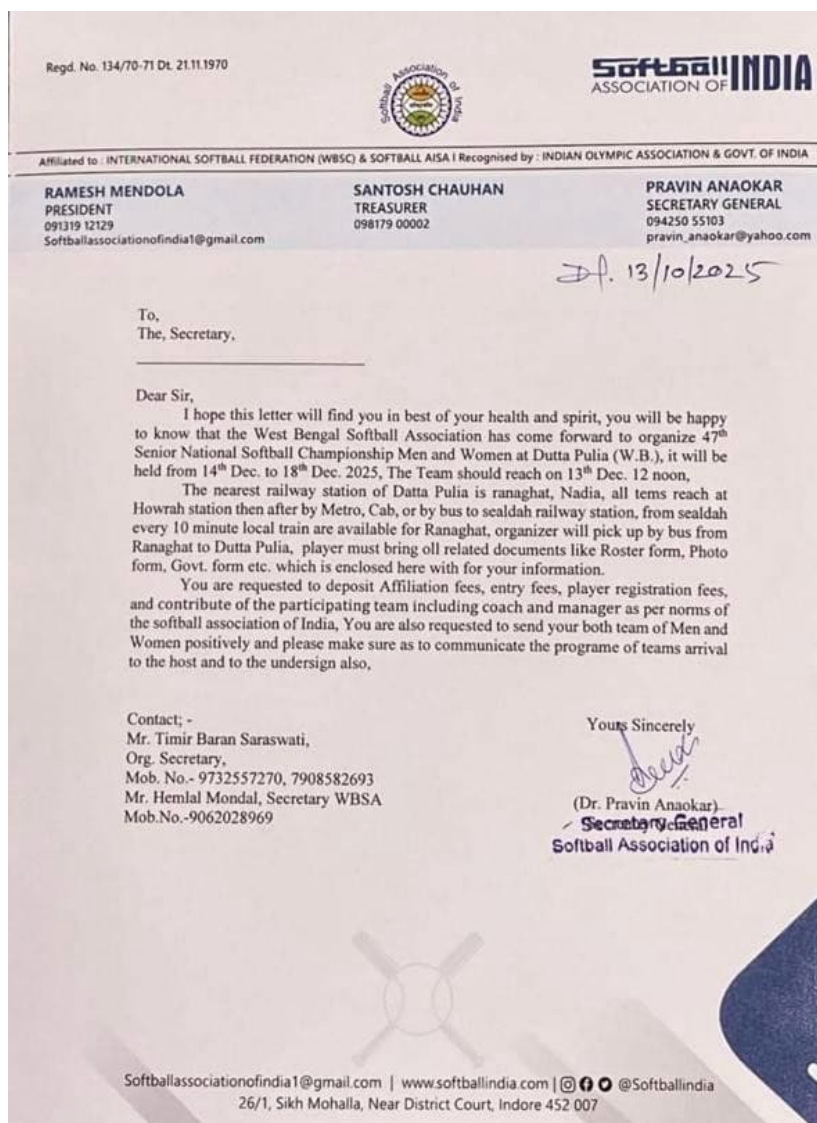 Regd. No. 134/70-71 Dt. 21.11.1970
Softball Association of India
Softball INDIA
ASSOCIATION OF
Affiliated to : INTERNATIONAL SOFTBALL FEDERATION (WBSC) & SOFTBALL AISA I Recognised by : INDIAN OLYMPIC ASSOCIATION & GOVT. OF INDIA
RAMESH MENDOLA
PRESIDENT
091319 12129
Softballassociationofindia1@gmail.com
SANTOSH CHAUHAN
TREASURER
098179 00002
PRAVIN ANAOKAR
SECRETARY GENERAL
094250 55103
pravin_anaokar@yahoo.com
Dt. 13/10/2025
To,
The, Secretary,
Dear Sir,
I hope this letter will find you in best of your health and spirit, you will be happy
to know that the West Bengal Softball Association has come forward to organize 47th
Senior National Softball Championship Men and Women at Dutta Pulia (W.B.), it will be
held from 14th Dec. to 18th Dec. 2025, The Team should reach on 13th Dec. 12 noon,
The nearest railway station of Datta Pulia is ranaghat, Nadia, all tems reach at
Howrah station then after by Metro, Cab, or by bus to sealdah railway station, from sealdah
every 10 minute local train are available for Ranaghat, organizer will pick up by bus from
Ranaghat to Dutta Pulia, player must bring oll related documents like Roster form, Photo
form, Govt. form etc. which is enclosed here with for your information.
You are requested to deposit Affiliation fees, entry fees, player registration fees,
and contribute of the participating team including coach and manager as per norms of
the softball association of India, You are also requested to send your both team of Men and
Women positively and please make sure as to communicate the programe of teams arrival
to the host and to the undersign also,
Contact; -
Mr. Timir Baran Saraswati,
Org. Secretary,
Mob. No.- 9732557270, 7908582693
Mr. Hemlal Mondal, Secretary WBSA
Mob.No.-9062028969
Yours Sincerely
(Dr. Pravin Anaokar)
Secretary General
Softball Association of India
Softballassociationofindia1@gmail.com | www.softballindia.com | @Softballindia
26/1, Sikh Mohalla, Near District Court, Indore 452 007